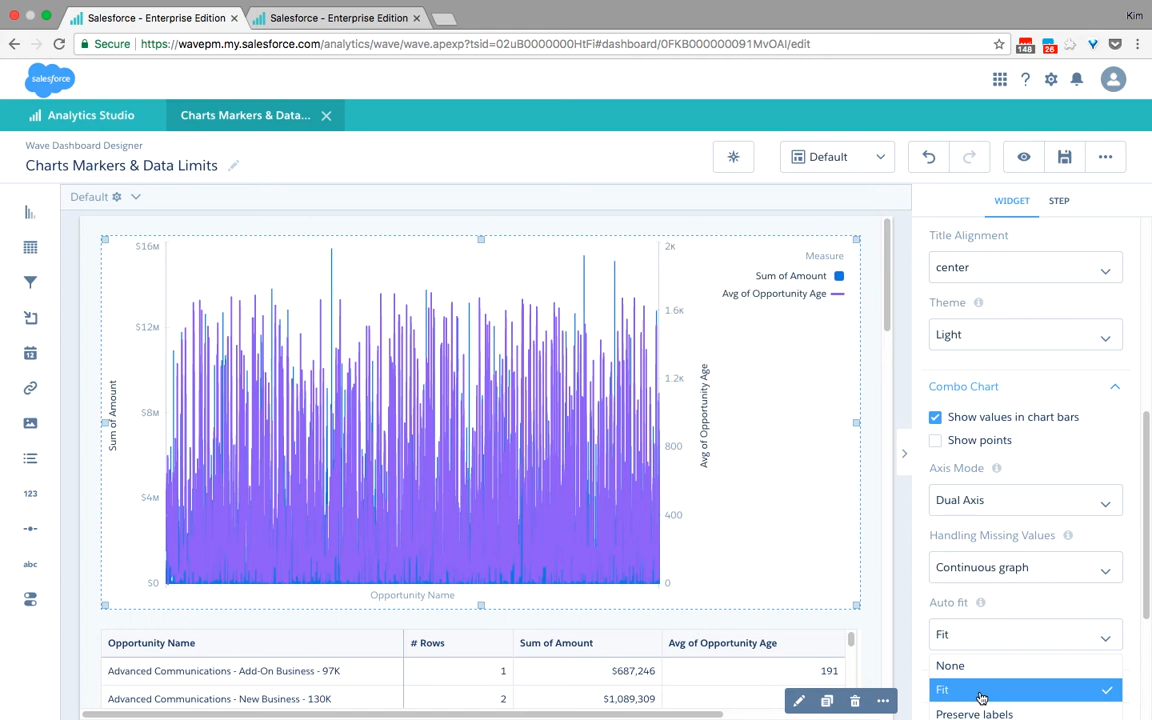 Salesforce - Enterprise Edition
Salesforce - Enterprise Edition
Kim
Secure
https://wavepm.my.salesforce.com/analytics/wave/wave.apexp?tsid=02uB0000000HtFi#dashboard/0FKB000000091MvOAI/edit
148
26
salesforce
Analytics Studio
Charts Markers & Data...
Wave Dashboard Designer
Charts Markers & Data Limits
Default
Default
WIDGET STEP
Title Alignment
center
Theme
Light
Combo Chart
Show values in chart bars
Show points
Axis Mode
Dual Axis
Handling Missing Values
Continuous graph
Auto fit
Fit
None
Fit
Preserve labels
12
123
abc
$16M
$12M
$8M
$4M
$0
Sum of Amount
Opportunity Name
2K
1.6K
1.2K
800
400
0
Avg of Opportunity Age
Measure
Sum of Amount
Avg of Opportunity Age
Opportunity Name # Rows Sum of Amount Avg of Opportunity Age
Advanced Communications - Add-On Business - 97K 1 $687,246 191
Advanced Communications - New Business - 130K 2 $1,089,309